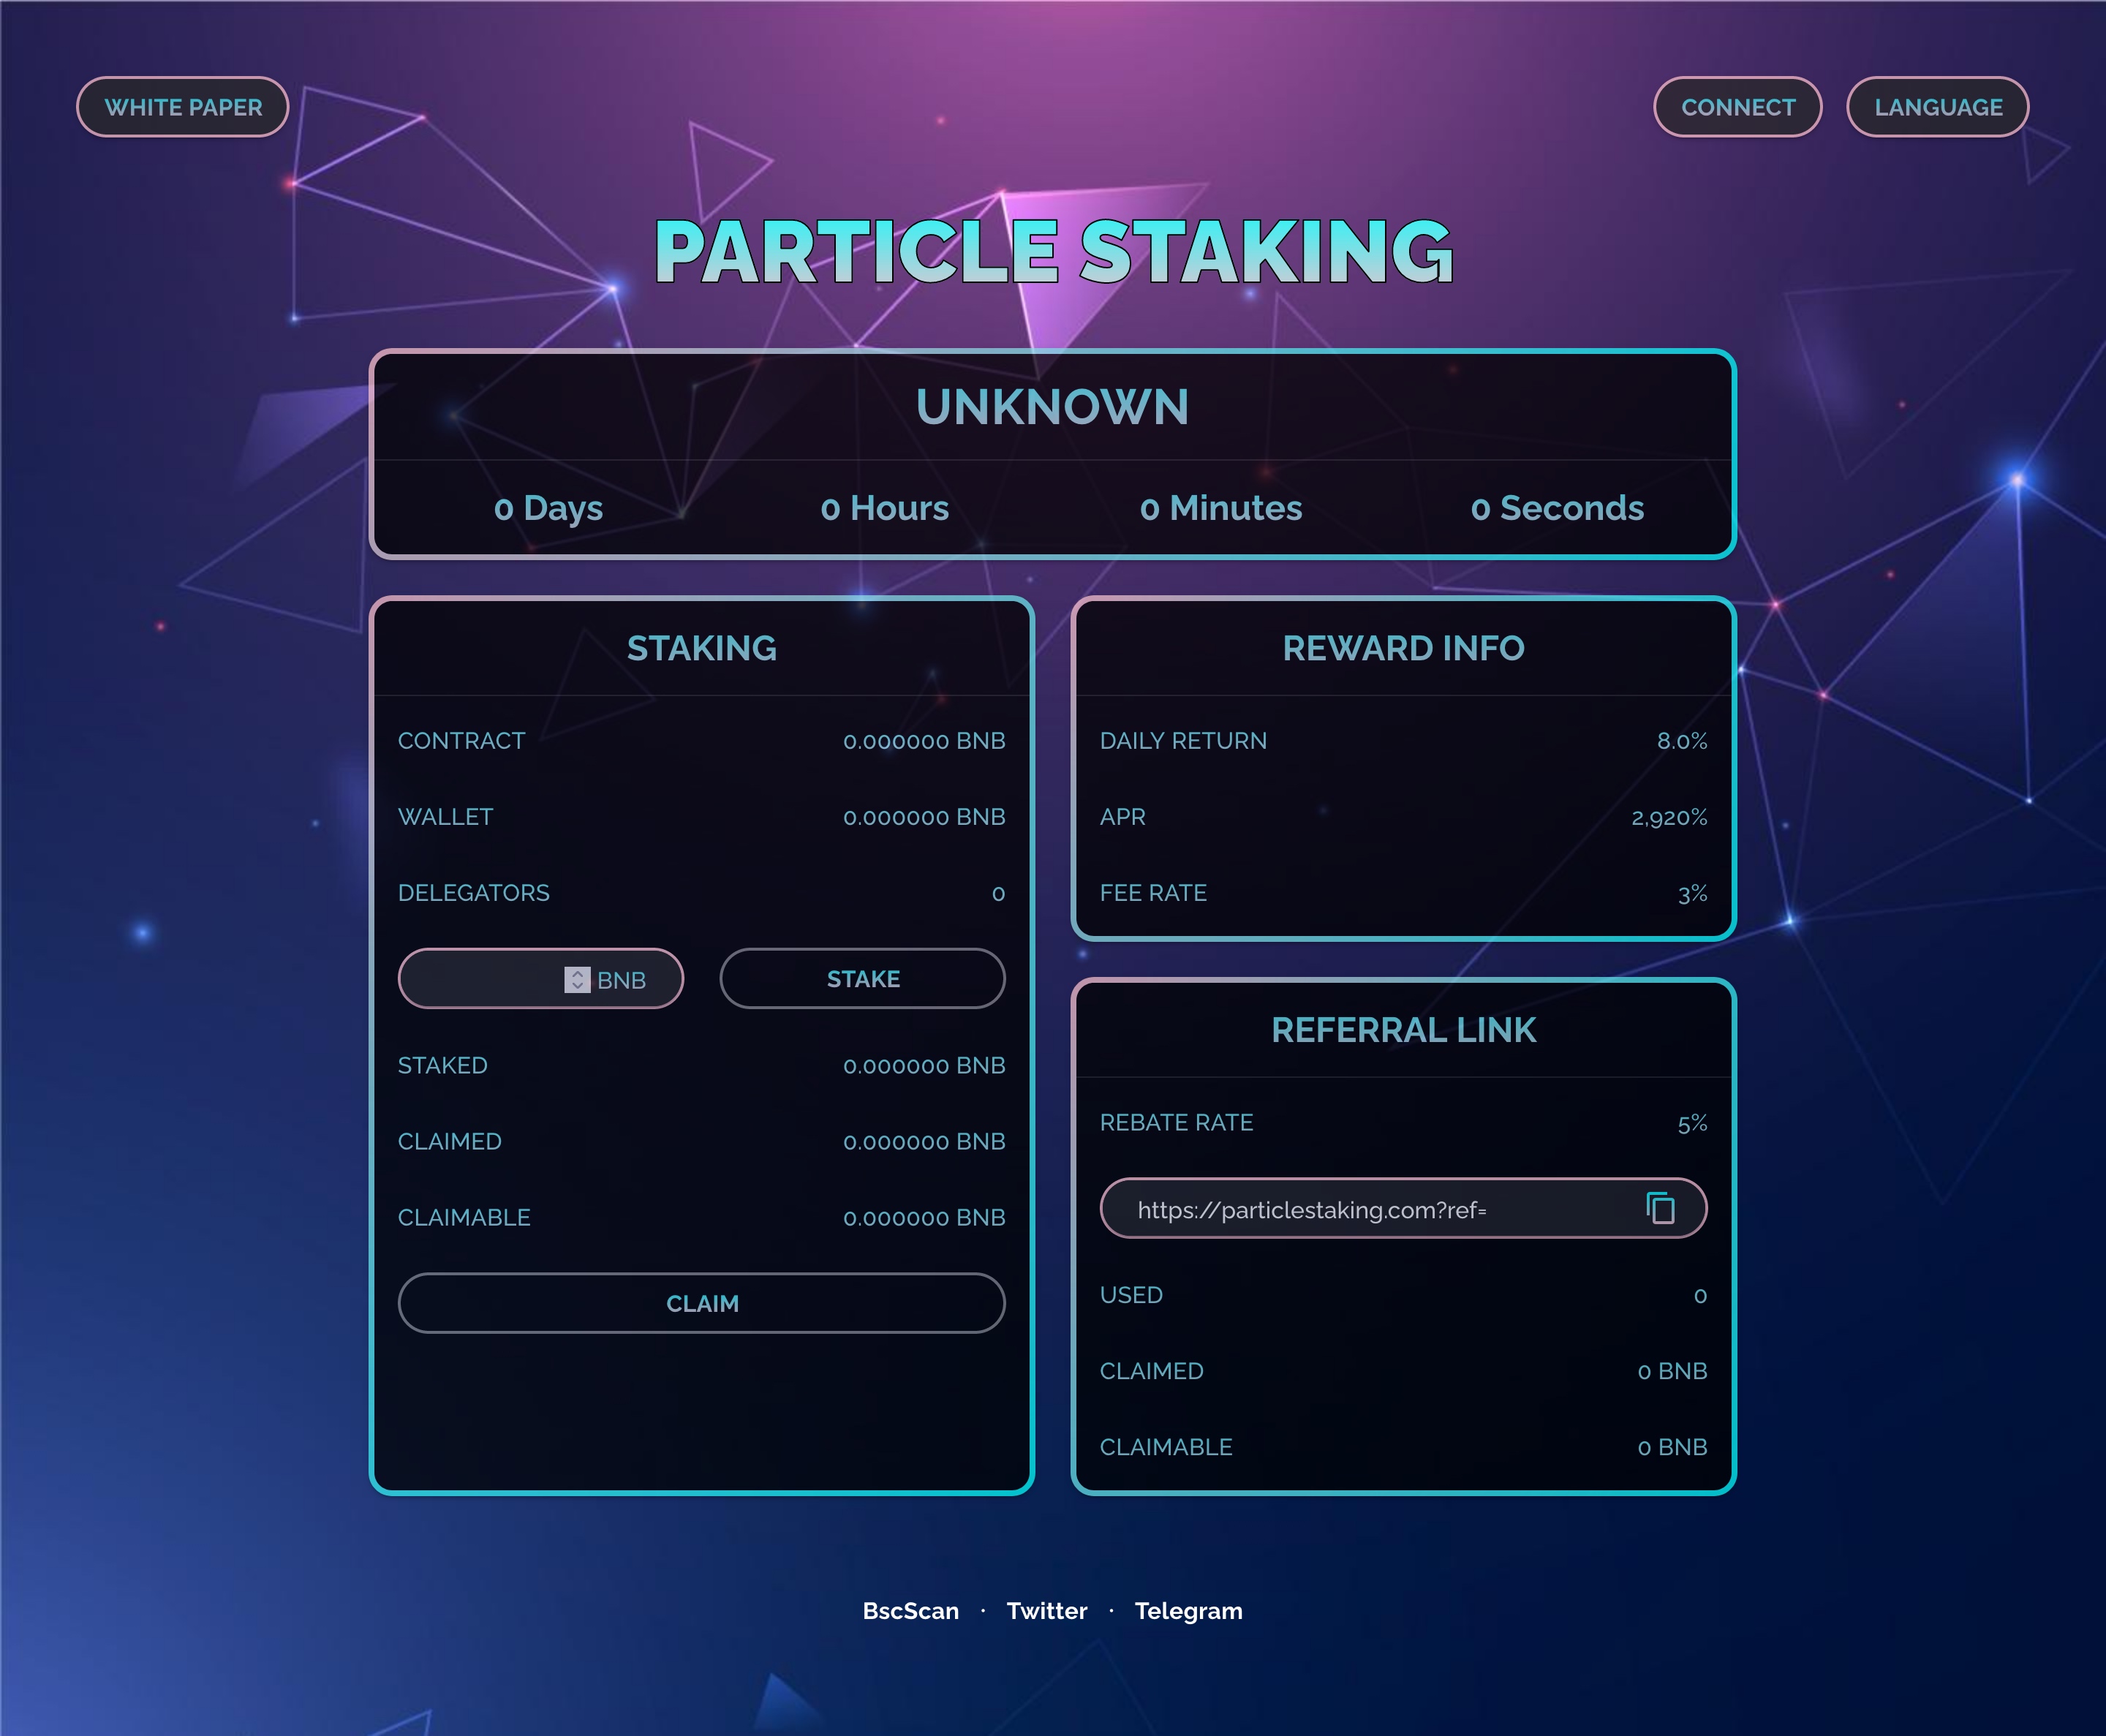 WHITE PAPER
CONNECT
LANGUAGE
PARTICLE STAKING
UNKNOWN
0 Days 0 Hours 0 Minutes 0 Seconds
STAKING
CONTRACT 0.000000 BNB
WALLET 0.000000 BNB
DELEGATORS 0
BNB STAKE
STAKED 0.000000 BNB
CLAIMED 0.000000 BNB
CLAIMABLE 0.000000 BNB
CLAIM
REWARD INFO
DAILY RETURN 8.0%
APR 2,920%
FEE RATE 3%
REFERRAL LINK
REBATE RATE 5%
https://particlestaking.com?ref=
USED 0
CLAIMED 0 BNB
CLAIMABLE 0 BNB
BscScan · Twitter · Telegram